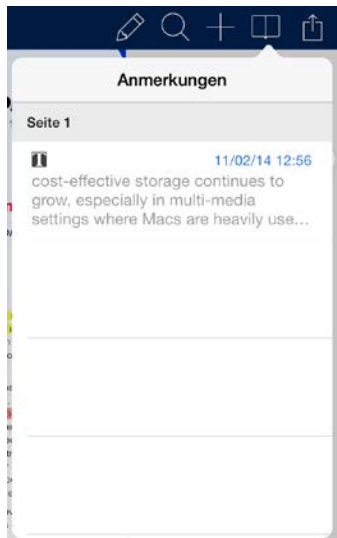 Anmerkungen
Seite 1
11/02/14 12:56
cost-effective storage continues to
grow, especially in multi-media
settings where Macs are heavily use...